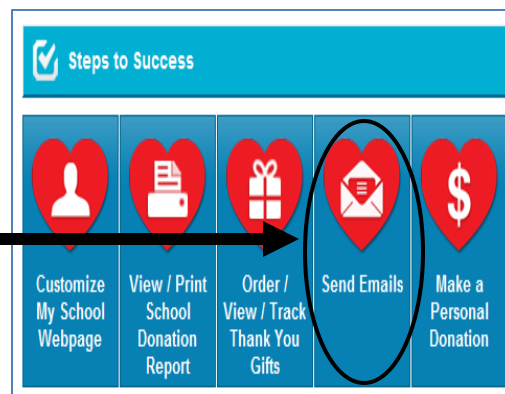 Steps to Success
Customize
My School
Webpage
View / Print
School
Donation
Report
Order /
View / Track
Thank You
Gifts
Send Emails
Make a
Personal
Donation
$